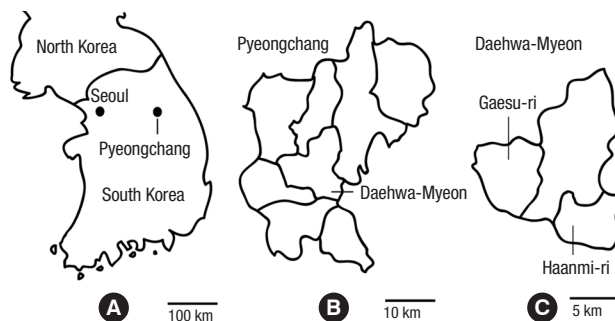 North Korea
Seoul
Pyeongchang
South Korea
A
100 km
Pyeongchang
Daehwa-Myeon
B
10 km
Daehwa-Myeon
Gaesu-ri
Haanmi-ri
C
5 km